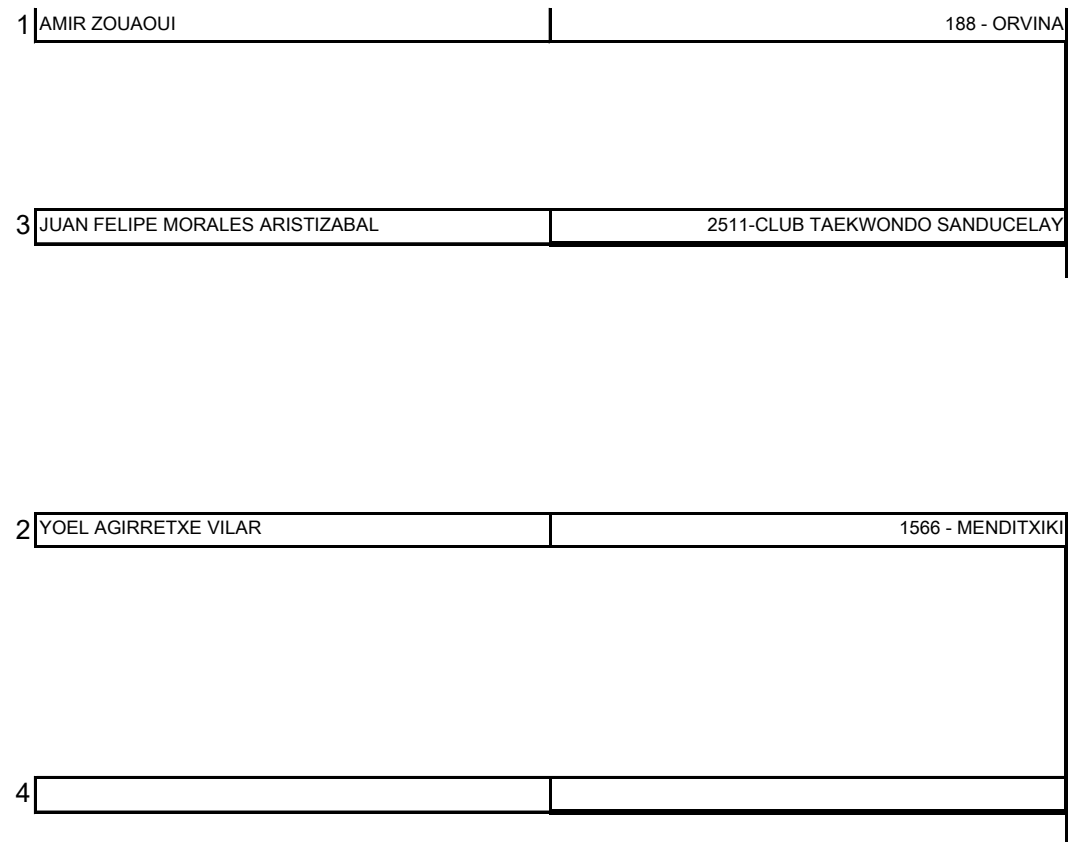 1 AMIR ZOUAOUI 188 - ORVINA
3 JUAN FELIPE MORALES ARISTIZABAL 2511-CLUB TAEKWONDO SANDUCELAY
2 YOEL AGIRRETXE VILAR 1566 - MENDITXIKI
4